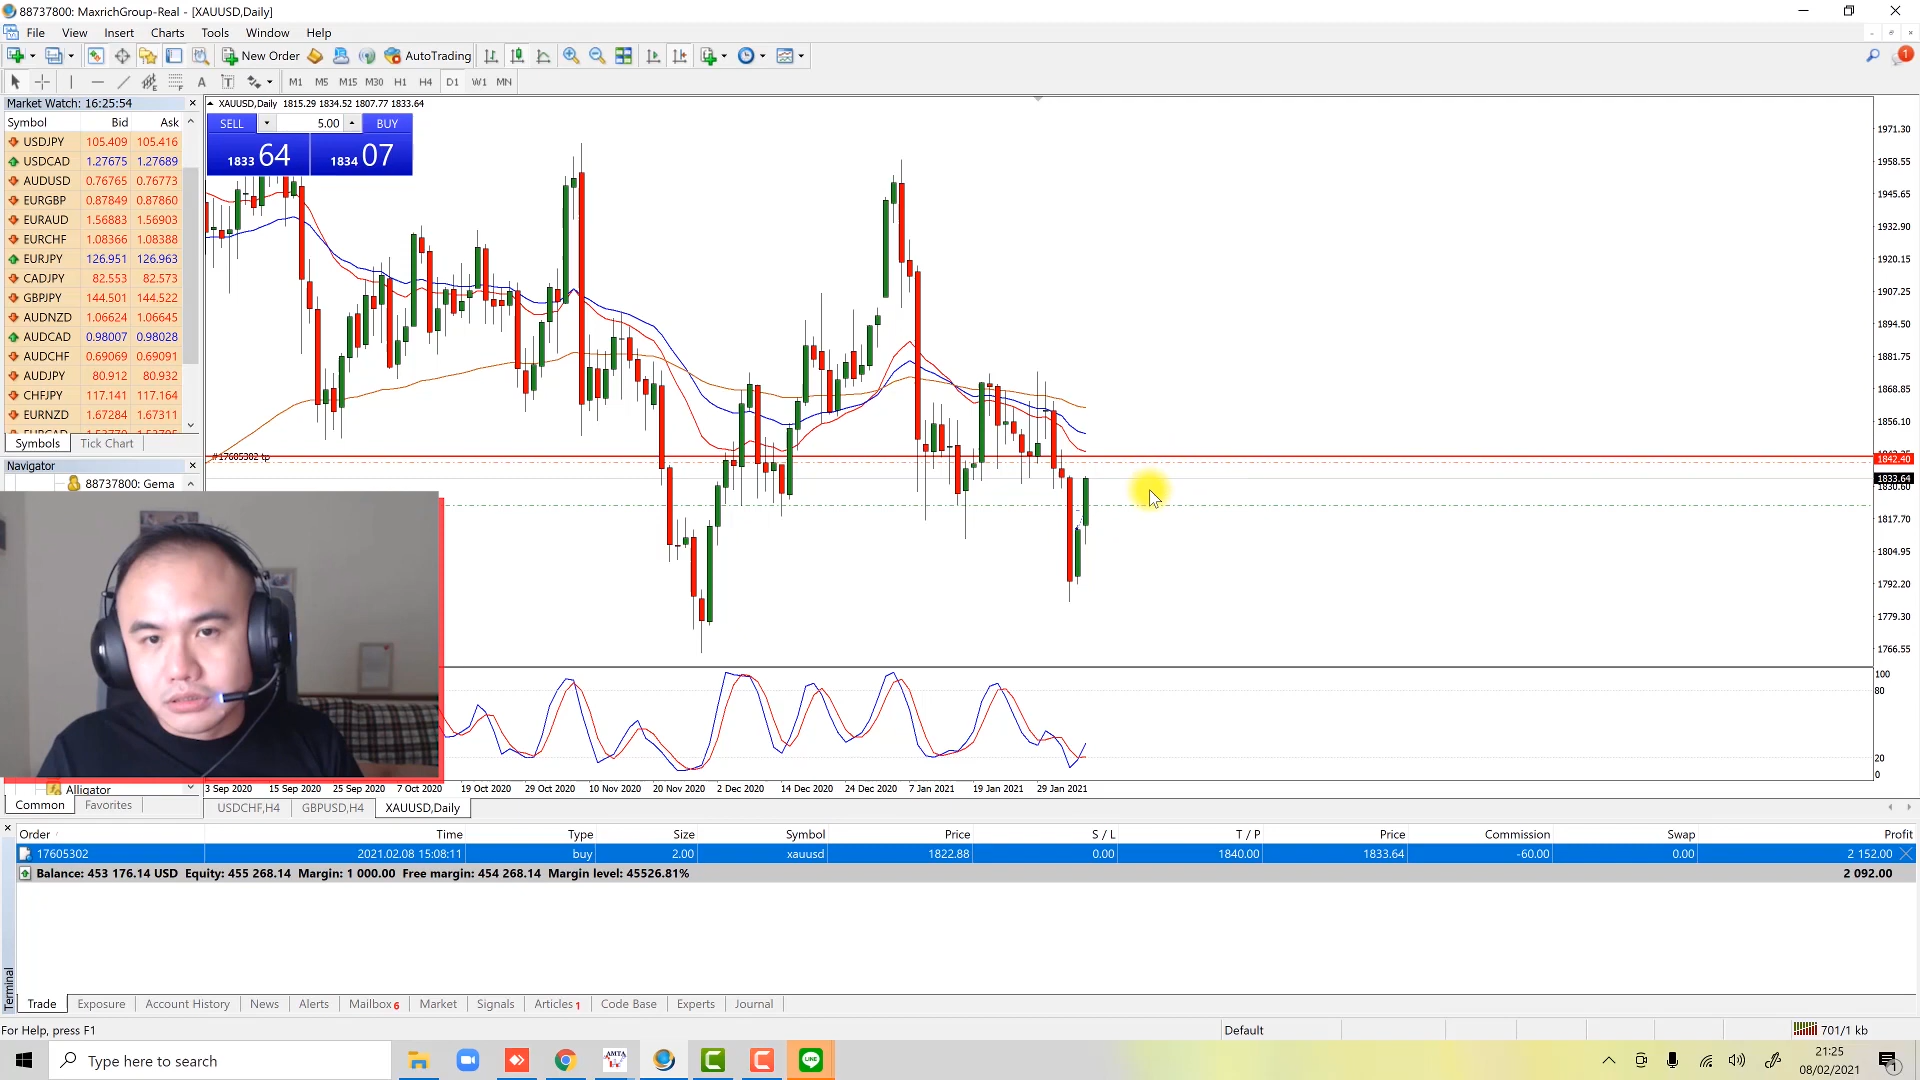 88737800: MaxrichGroup-Real - [XAUUSD,Daily]
File View Insert Charts Tools Window Help
New Order AutoTrading
1
A T M1 M5 M15 M30 H1 H4 D1 W1 MN
Market Watch: 16:25:54
Symbol Bid Ask
USDJPY 105.409 105.416
USDCAD 1.27675 1.27689
AUDUSD 0.76765 0.76773
EURGBP 0.87849 0.87860
EURAUD 1.56883 1.56903
EURCHF 1.08366 1.08388
EURJPY 126.951 126.963
CADJPY 82.553 82.573
GBPJPY 144.501 144.522
AUDNZD 1.06624 1.06645
AUDCAD 0.98007 0.98028
AUDCHF 0.69069 0.69091
AUDJPY 80.912 80.932
CHFJPY 117.141 117.164
EURNZD 1.67284 1.67311
Symbols Tick Chart
Navigator
88737800: Gema
Alligator
Common Favorites
XAUUSD,Daily 1815.29 1834.52 1807.77 1833.64
SELL 5.00 BUY
1833 64 1834 07
#17605302 tp
1971.30
1958.55
1945.65
1932.90
1920.15
1907.25
1894.50
1881.75
1868.85
1856.10
1842.40
1833.64
1817.70
1804.95
1792.20
1779.30
1766.55
100
80
20
0
3 Sep 2020 15 Sep 2020 25 Sep 2020 7 Oct 2020 19 Oct 2020 29 Oct 2020 10 Nov 2020 20 Nov 2020 2 Dec 2020 14 Dec 2020 24 Dec 2020 7 Jan 2021 19 Jan 2021 29 Jan 2021
USDCHF,H4 GBPUSD,H4 XAUUSD,Daily
Order Time Type Size Symbol Price S / L T / P Price Commission Swap Profit
17605302 2021.02.08 15:08:11 buy 2.00 xauusd 1822.88 0.00 1840.00 1833.64 -60.00 0.00 2 152.00
Balance: 453 176.14 USD Equity: 455 268.14 Margin: 1 000.00 Free margin: 454 268.14 Margin level: 45526.81% 2 092.00
Terminal
Trade Exposure Account History News Alerts Mailbox 6 Market Signals Articles 1 Code Base Experts Journal
For Help, press F1 Default 701/1 kb
Type here to search
AMTA
LINE
21:25
08/02/2021
1